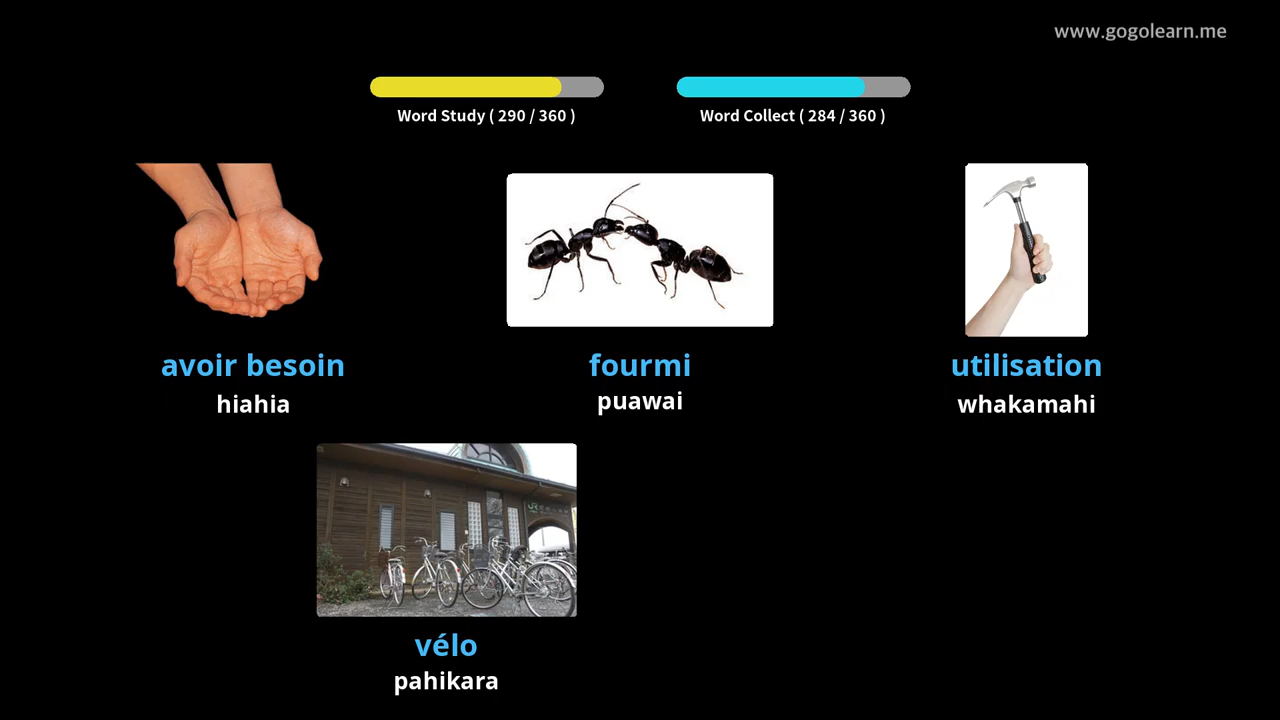 www.gogolearn.me
Word Study ( 290 / 360 )
Word Collect ( 284 / 360 )
avoir besoin
fourmi
utilisation
hiahia
puawai
whakamahi
JR
vélo
pahikara